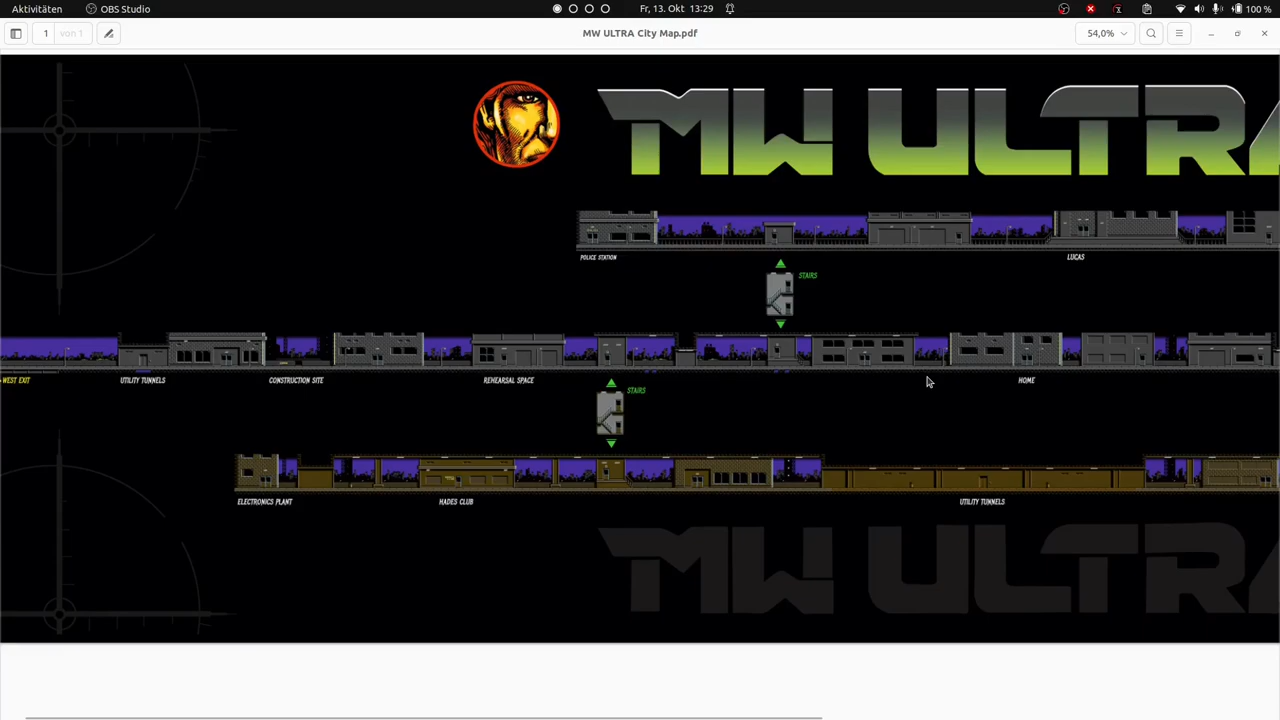 Aktivitäten OBS Studio Fr, 13. Okt 13:29 100 %
1 von 1 MW ULTRA City Map.pdf 54,0%
MW ULTRA
POLICE STATION LUCAS
STAIRS
WEST EXIT UTILITY TUNNELS CONSTRUCTION SITE REHEARSAL SPACE HOME
STAIRS
ELECTRONICS PLANT HADES CLUB UTILITY TUNNELS
MW ULTRA